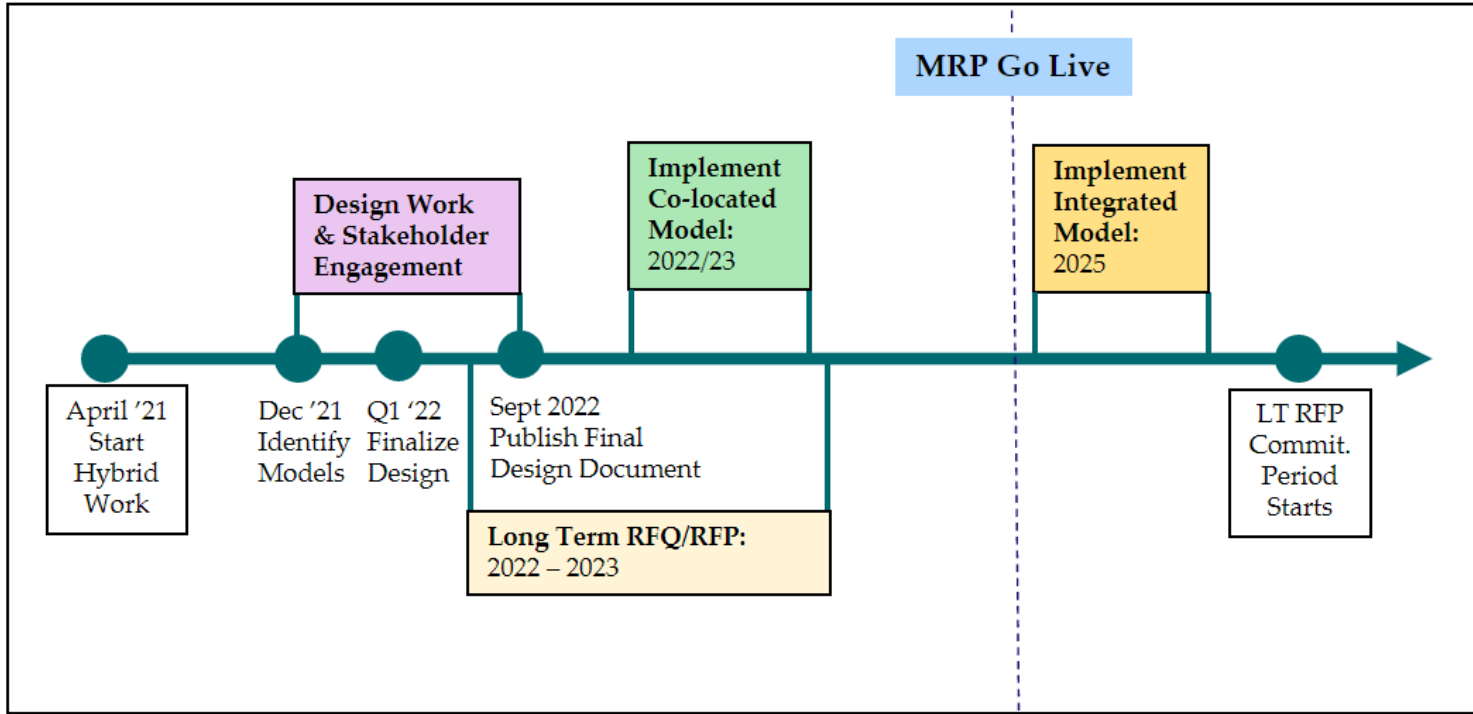 MRP Go Live
Design Work
& Stakeholder
Engagement
Implement
Co-located
Model:
2022/23
Implement
Integrated
Model:
2025
April ’21
Start
Hybrid
Work
Dec ’21
Identify
Models
Q1 ‘22
Finalize
Design
Sept 2022
Publish Final
Design Document
LT RFP
Commit.
Period
Starts
Long Term RFQ/RFP:
2022 – 2023